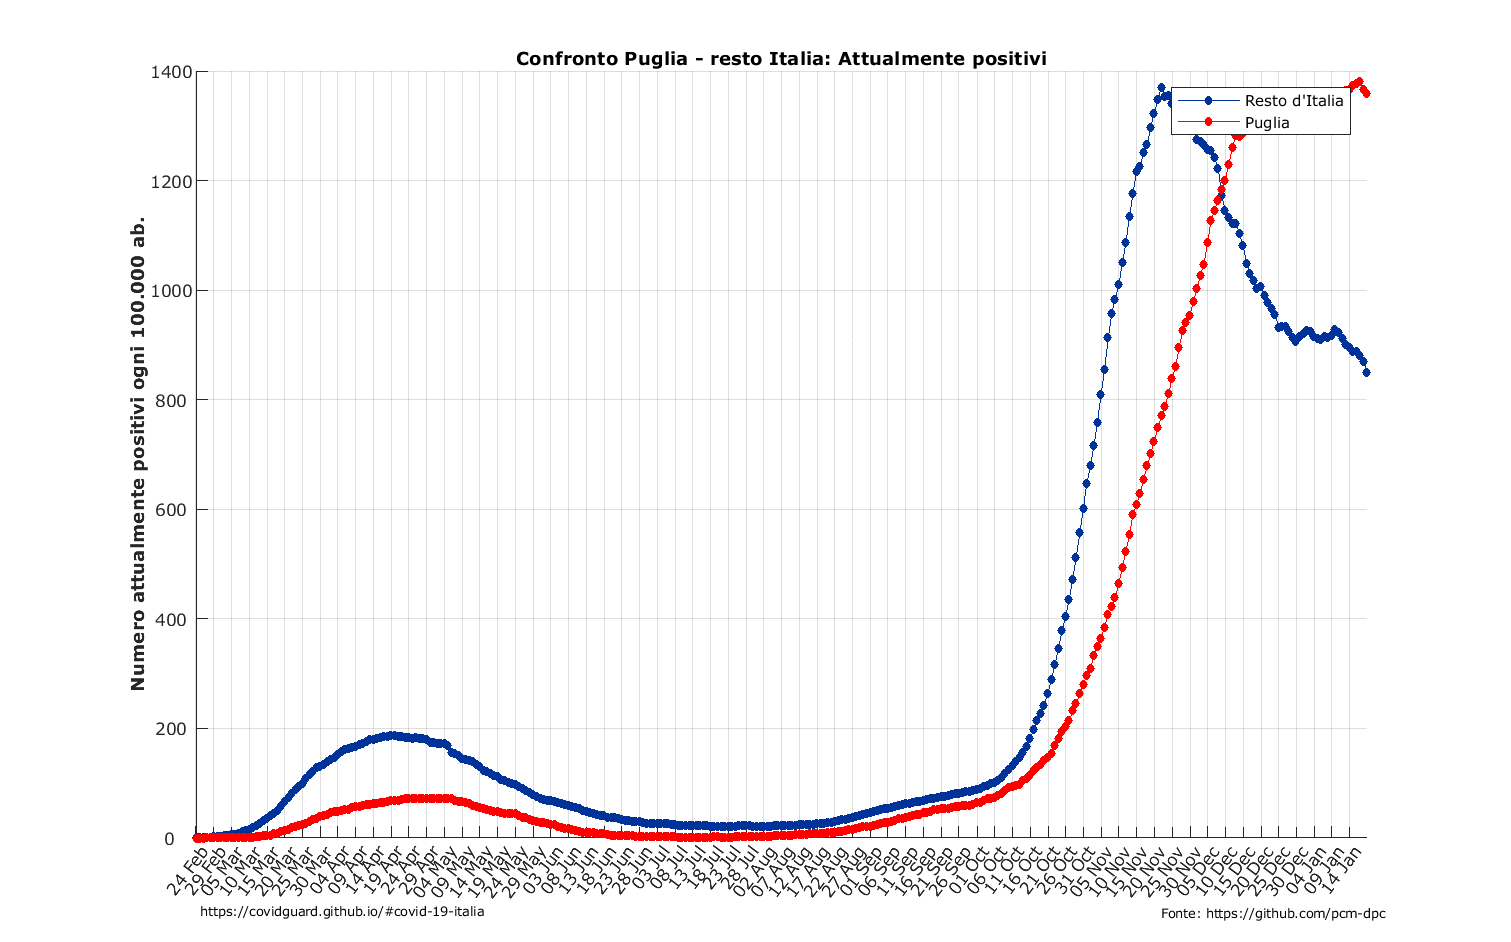 Confronto Puglia - resto Italia: Attualmente positivi
Numero attualmente positivi ogni 100.000 ab.
1400
1200
1000
800
600
400
200
0
Resto d'Italia
Puglia
24 Feb
29 Feb
05 Mar
10 Mar
15 Mar
20 Mar
25 Mar
30 Mar
04 Apr
09 Apr
14 Apr
19 Apr
24 Apr
29 Apr
04 May
09 May
14 May
19 May
24 May
29 May
03 Jun
08 Jun
13 Jun
18 Jun
23 Jun
28 Jun
03 Jul
08 Jul
13 Jul
18 Jul
23 Jul
28 Jul
02 Aug
07 Aug
12 Aug
17 Aug
22 Aug
27 Aug
01 Sep
06 Sep
11 Sep
16 Sep
21 Sep
26 Sep
01 Oct
06 Oct
11 Oct
16 Oct
21 Oct
26 Oct
31 Oct
05 Nov
10 Nov
15 Nov
20 Nov
25 Nov
30 Nov
05 Dec
10 Dec
15 Dec
20 Dec
25 Dec
30 Dec
04 Jan
09 Jan
14 Jan
https://covidguard.github.io/#covid-19-italia
Fonte: https://github.com/pcm-dpc